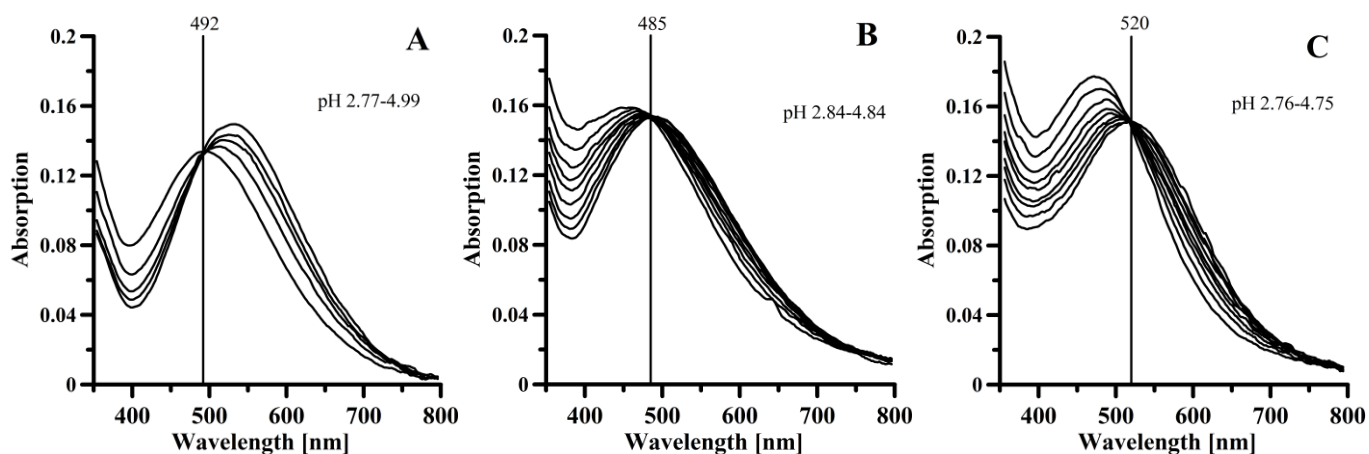 492
A
0.2
0.16
0.12
0.08
0.04
0
pH 2.77-4.99
Absorption
400 500 600 700 800
Wavelength [nm]
485
B
0.2
0.16
0.12
0.08
0.04
0
pH 2.84-4.84
Absorption
400 500 600 700 800
Wavelength [nm]
520
C
0.2
0.16
0.12
0.08
0.04
0
pH 2.76-4.75
Absorption
400 500 600 700 800
Wavelength [nm]